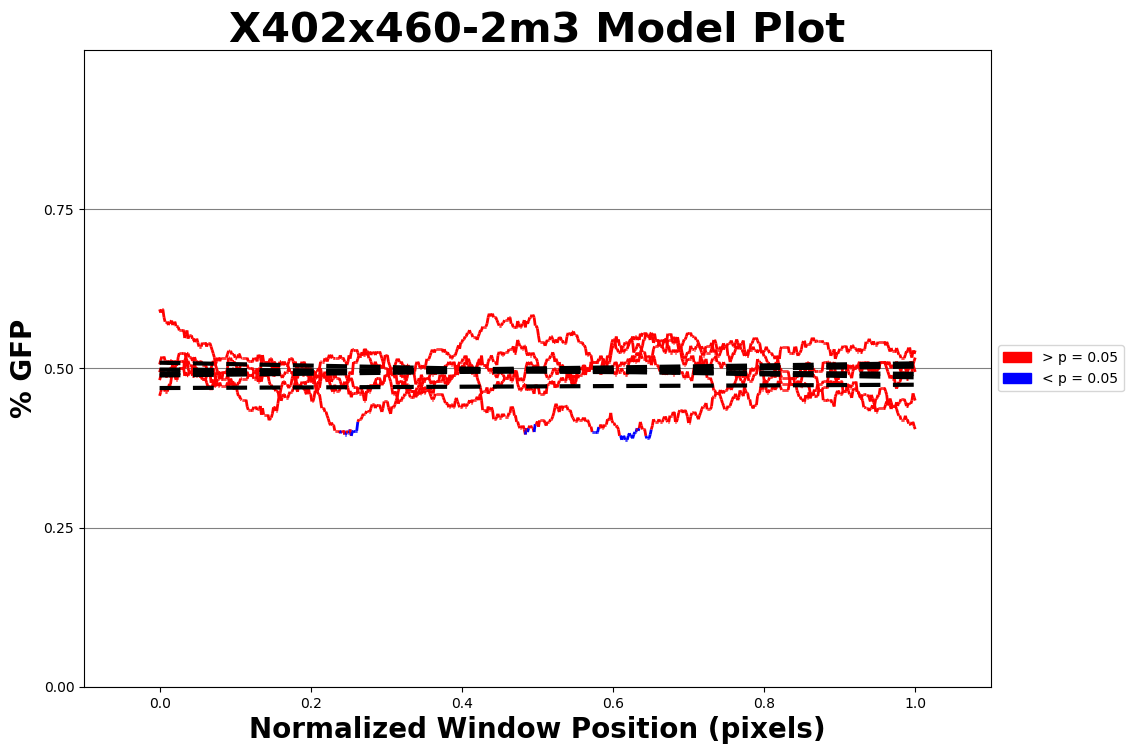 X402x460-2m3 Model Plot
% GFP
0.75
0.50
0.25
0.00
0.0 0.2 0.4 0.6 0.8 1.0
Normalized Window Position (pixels)
> p = 0.05
< p = 0.05